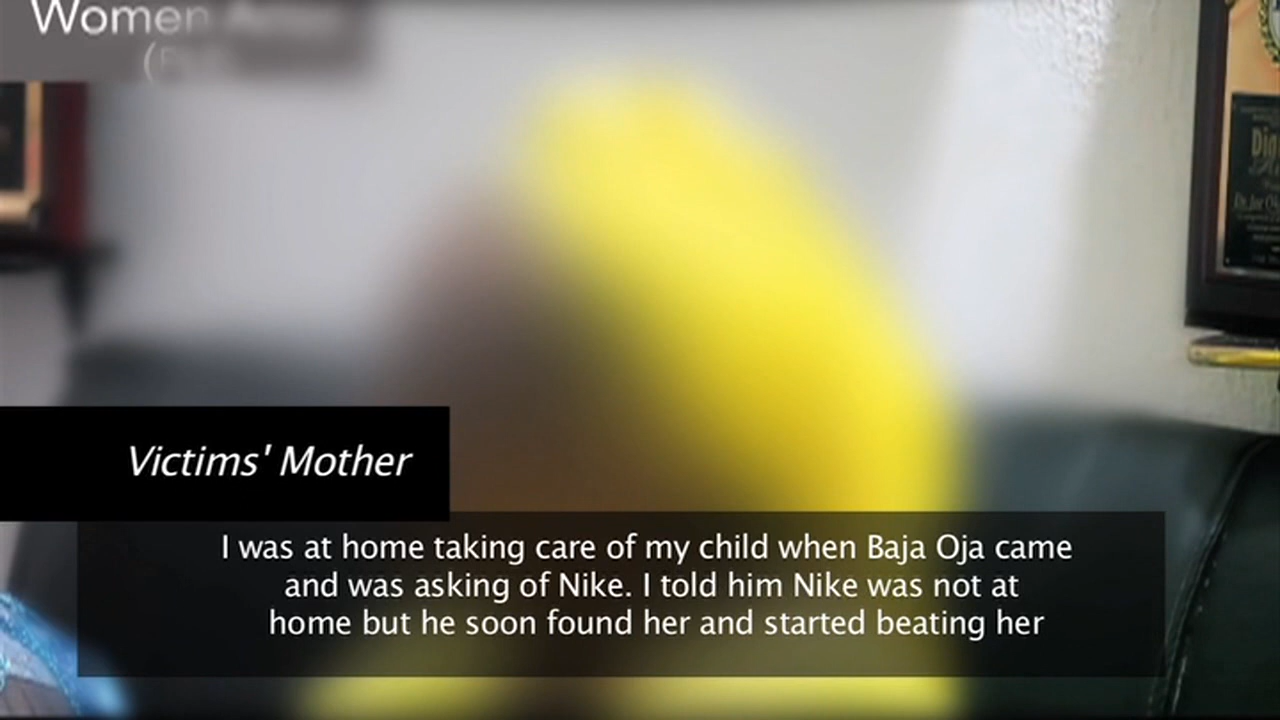 Women
Victims' Mother
I was at home taking care of my child when Baja Oja came
and was asking of Nike. I told him Nike was not at
home but he soon found her and started beating her